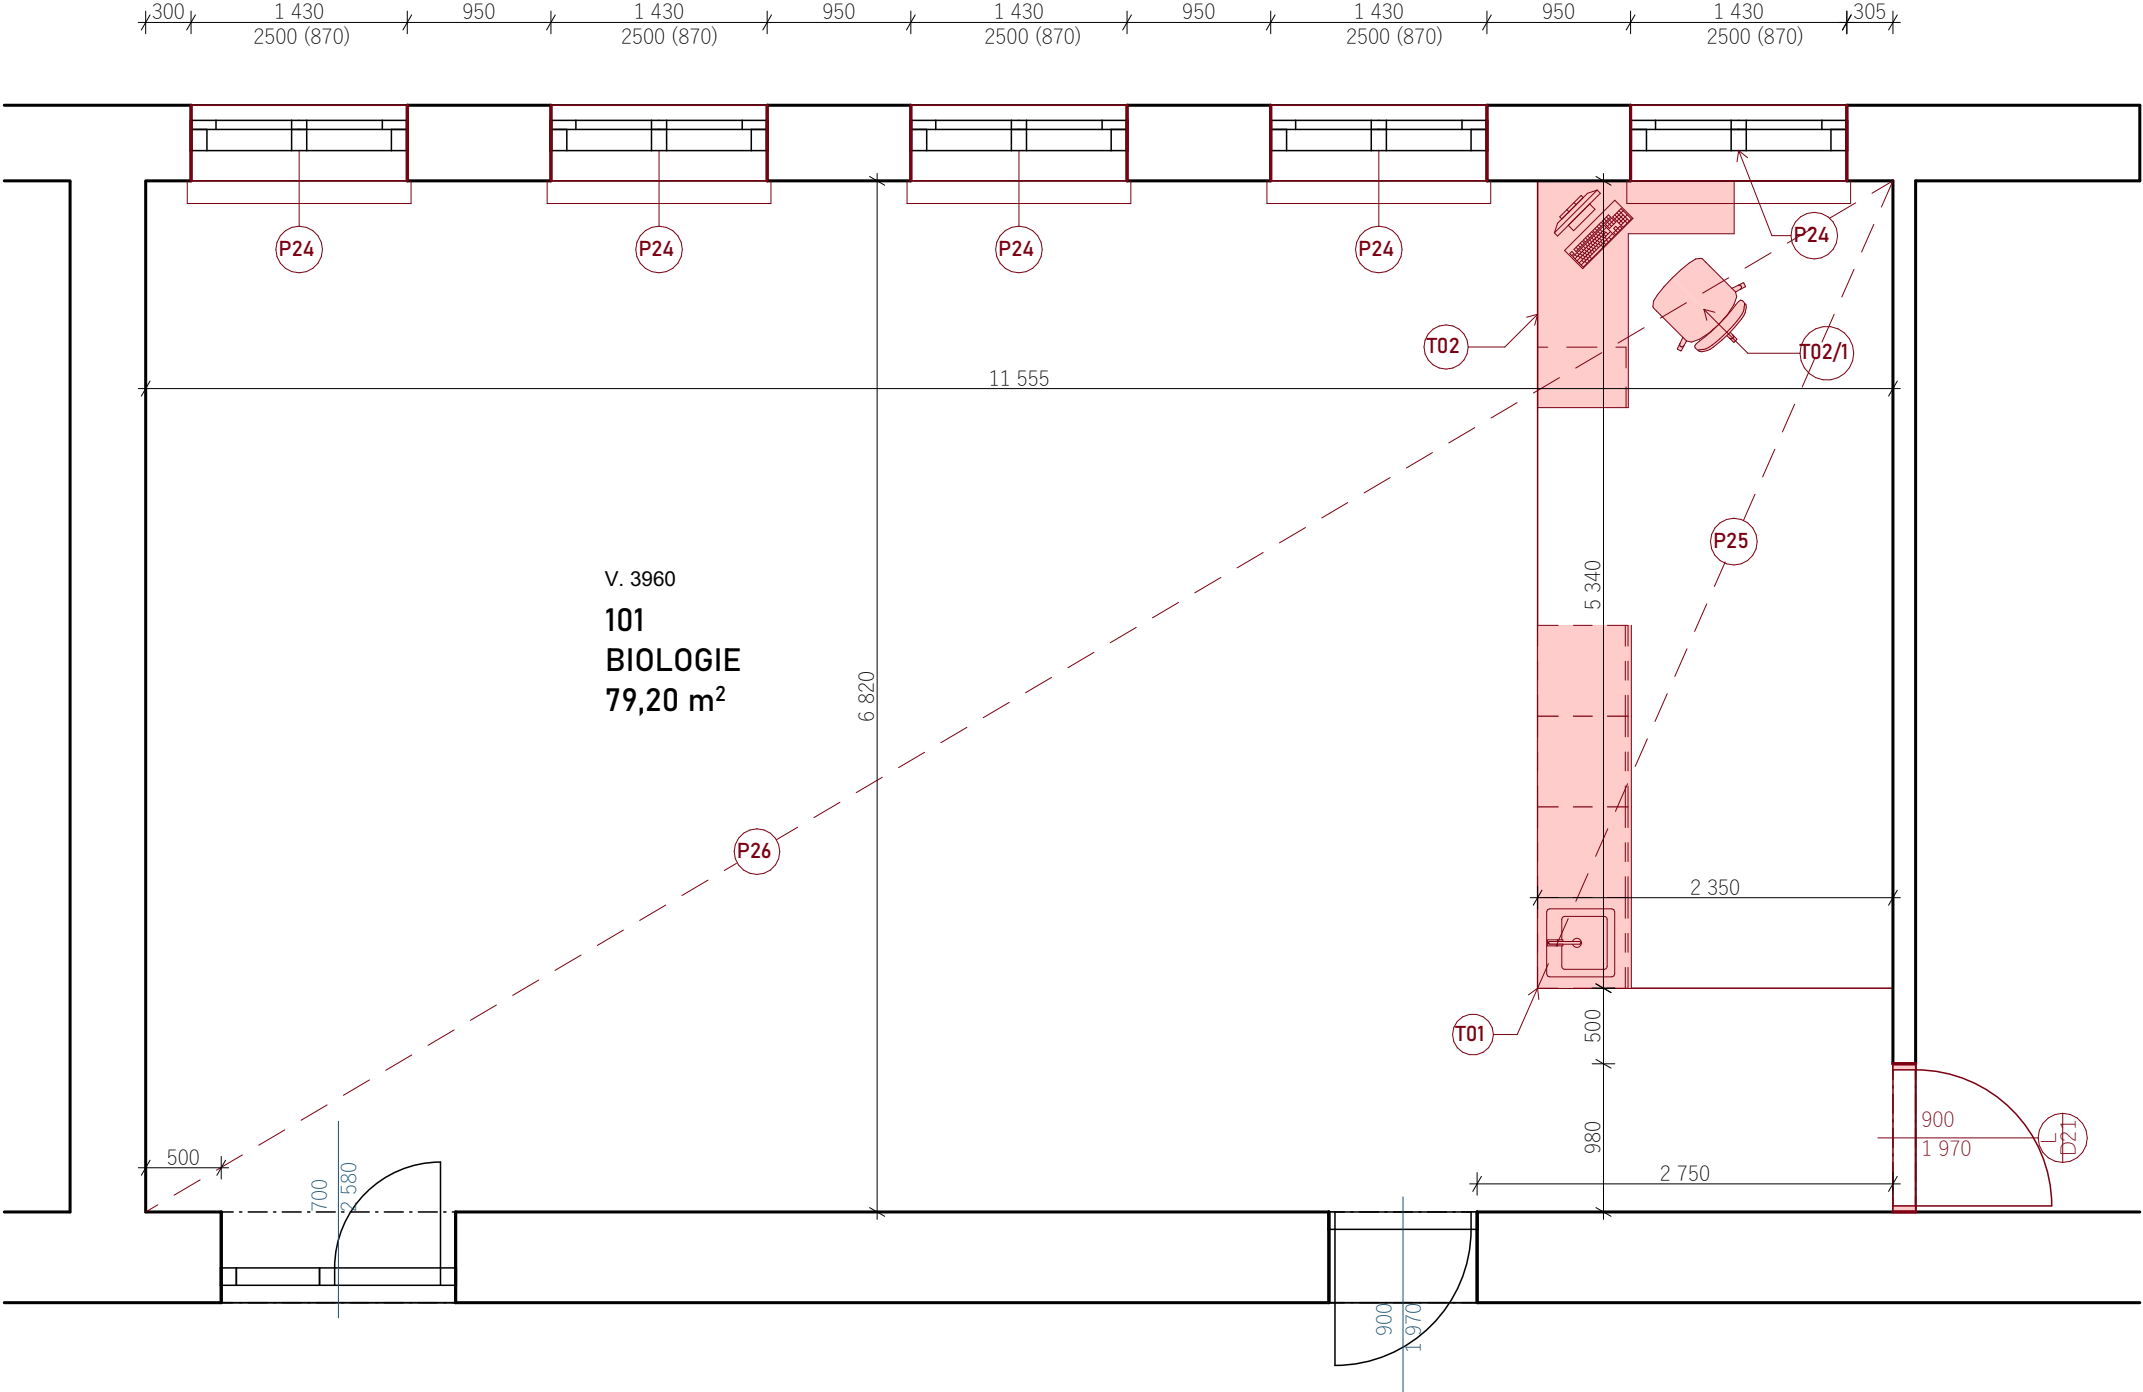 300 1 430 950 1 430 950 1 430 950 1 430 950 1 430 305
2500 (870) 2500 (870) 2500 (870) 2500 (870) 2500 (870)
P24 P24 P24 P24 P24
T02 T02/1
11 555
P25
5 340
V. 3960
101
BIOLOGIE
79,20 m²
6 820
P26
2 350
T01
500
980
900
1 970
L
D21
500
2 750
700
2 580
900
1 970